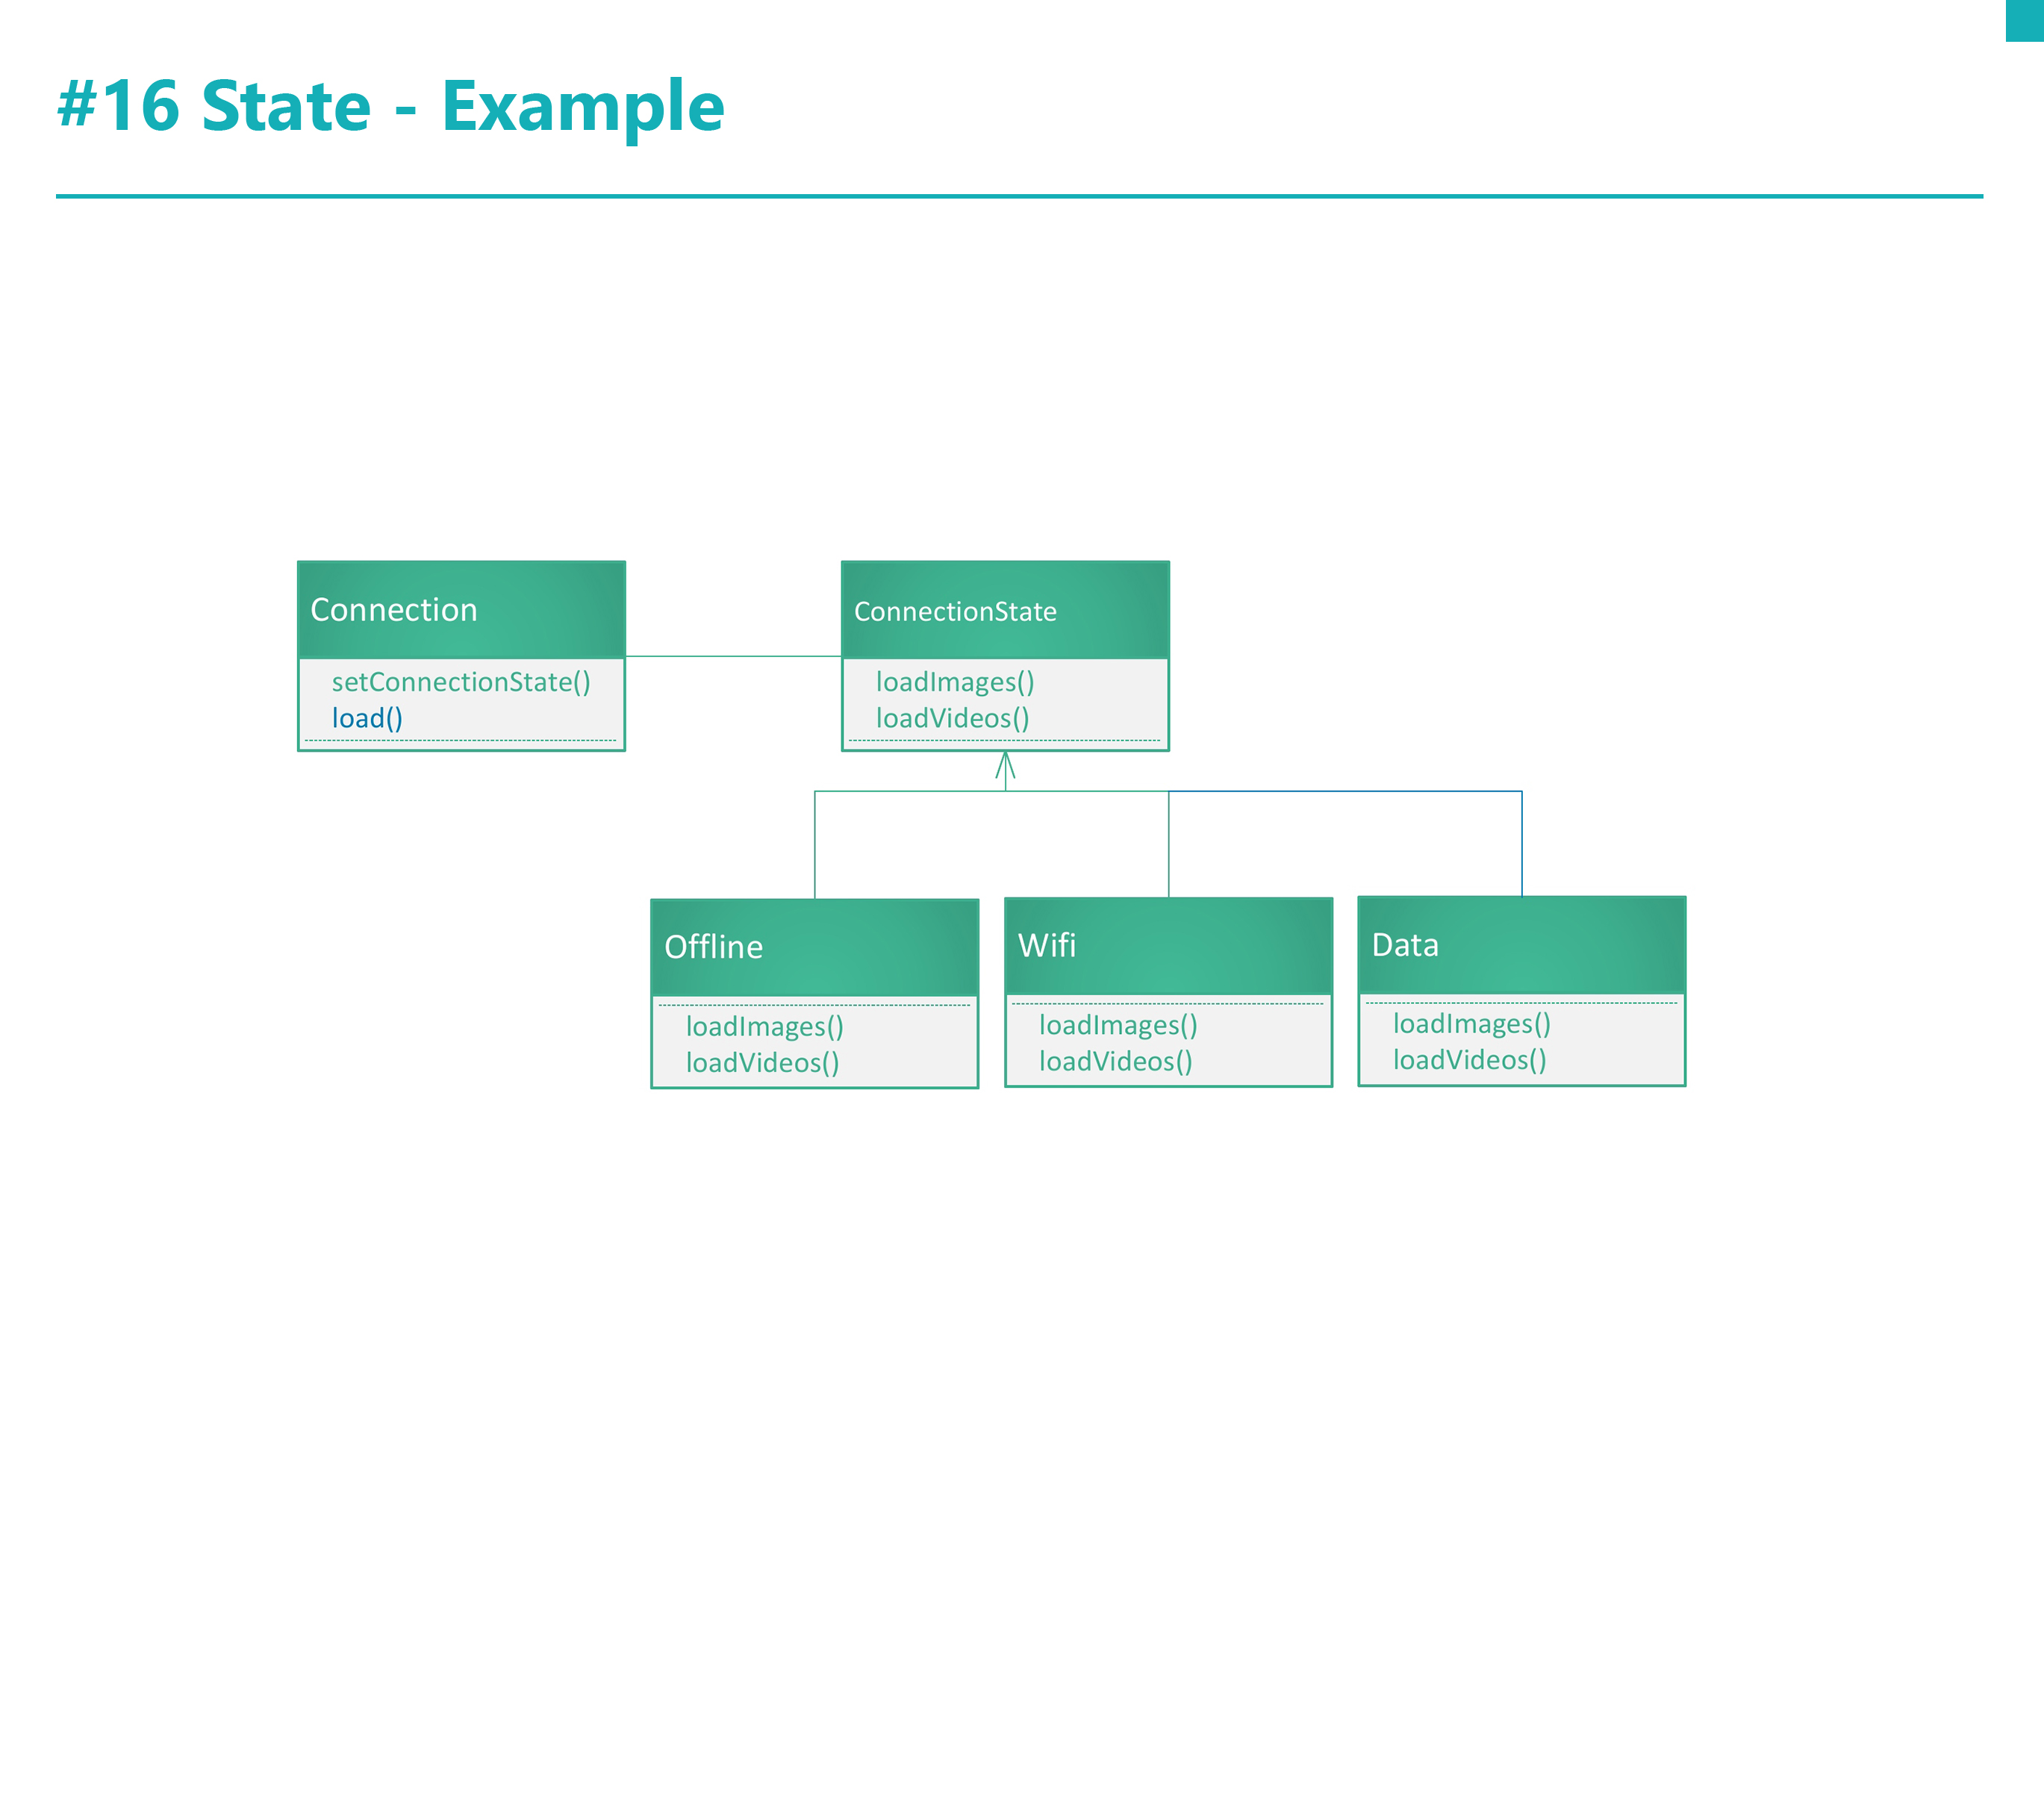 #16 State - Example
Connection
setConnectionState()
load()
ConnectionState
loadImages()
loadVideos()
Offline
loadImages()
loadVideos()
Wifi
loadImages()
loadVideos()
Data
loadImages()
loadVideos()